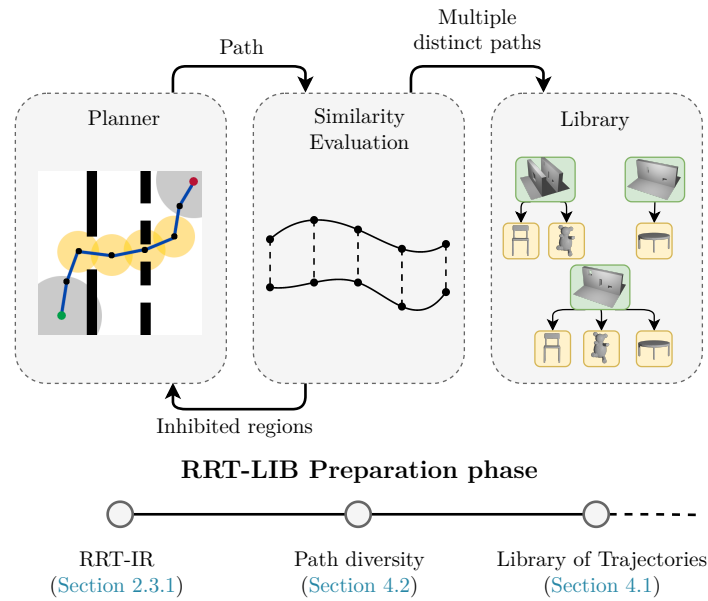 Path
Multiple
distinct paths
Planner
Similarity
Evaluation
Library
Inhibited regions
RRT-LIB Preparation phase
RRT-IR
(Section 2.3.1)
Path diversity
(Section 4.2)
Library of Trajectories
(Section 4.1)